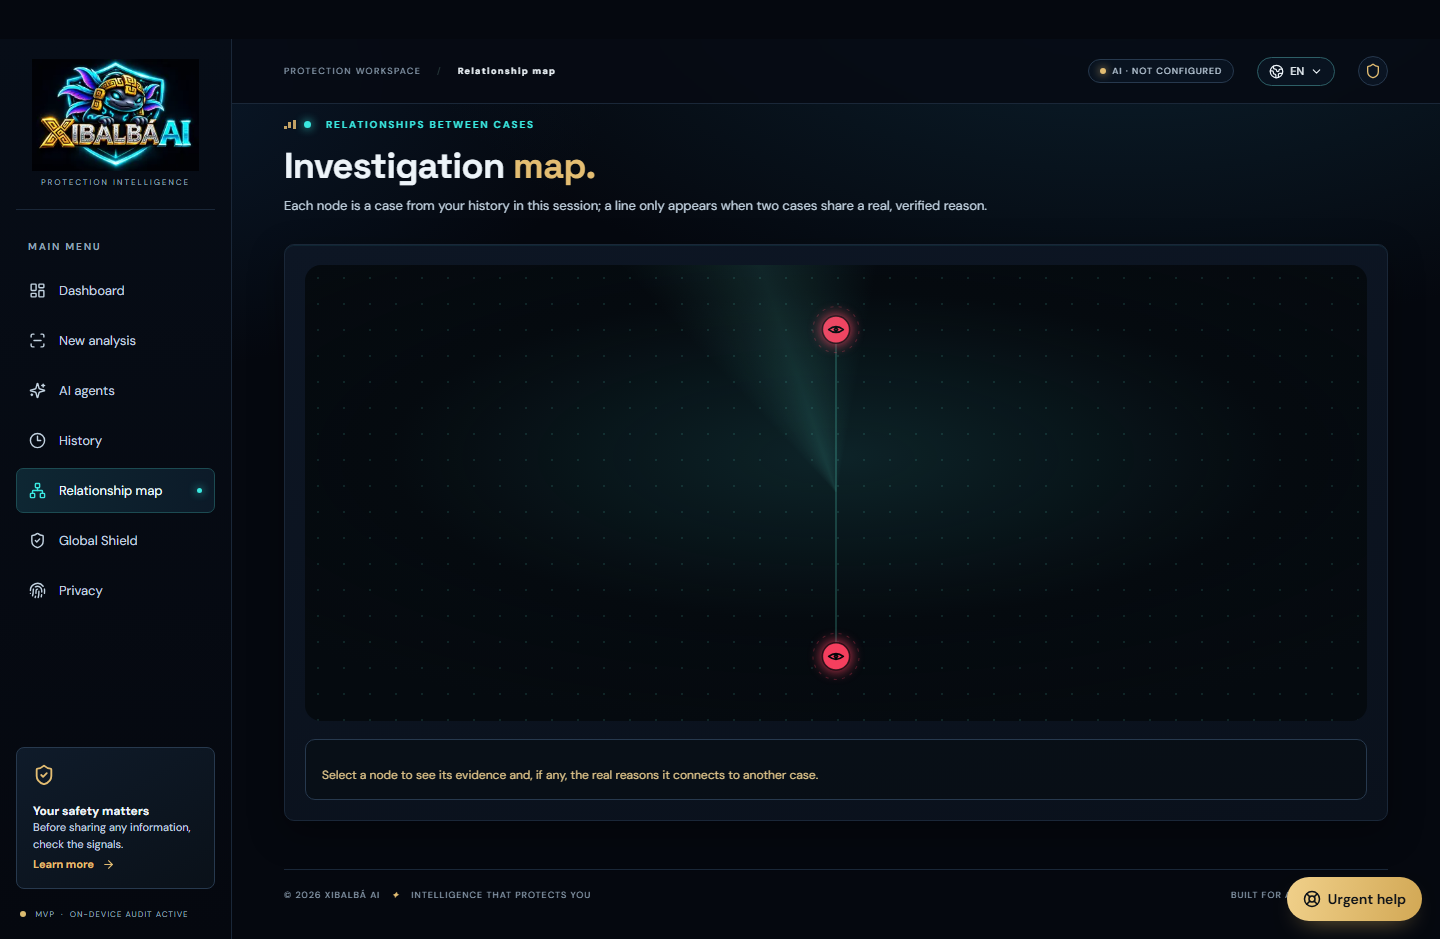 XIBALBÁAI
PROTECTION INTELLIGENCE
MAIN MENU
Dashboard
New analysis
AI agents
History
Relationship map
Global Shield
Privacy
Your safety matters
Before sharing any information,
check the signals.
Learn more →
MVP · ON-DEVICE AUDIT ACTIVE
PROTECTION WORKSPACE / Relationship map
AI · NOT CONFIGURED
EN
RELATIONSHIPS BETWEEN CASES
Investigation map.
Each node is a case from your history in this session; a line only appears when two cases share a real, verified reason.
Select a node to see its evidence and, if any, the real reasons it connects to another case.
© 2026 XIBALBÁ AI ✦ INTELLIGENCE THAT PROTECTS YOU
BUILT FOR
Urgent help